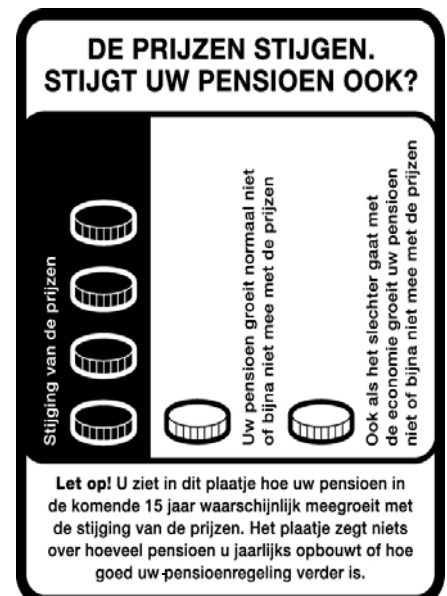 DE PRIJZEN STIJGEN.
STIJGT UW PENSIOEN OOK?
Stijging van de prijzen
Uw pensioen groeit normaal niet
of bijna niet mee met de prijzen
Ook als het slechter gaat met
de economie groeit uw pensioen
niet of bijna niet mee met de prijzen
Let op! U ziet in dit plaatje hoe uw pensioen in
de komende 15 jaar waarschijnlijk meegroeit met
de stijging van de prijzen. Het plaatje zegt niets
over hoeveel pensioen u jaarlijks opbouwt of hoe
goed uw-pensioenregeling verder is.